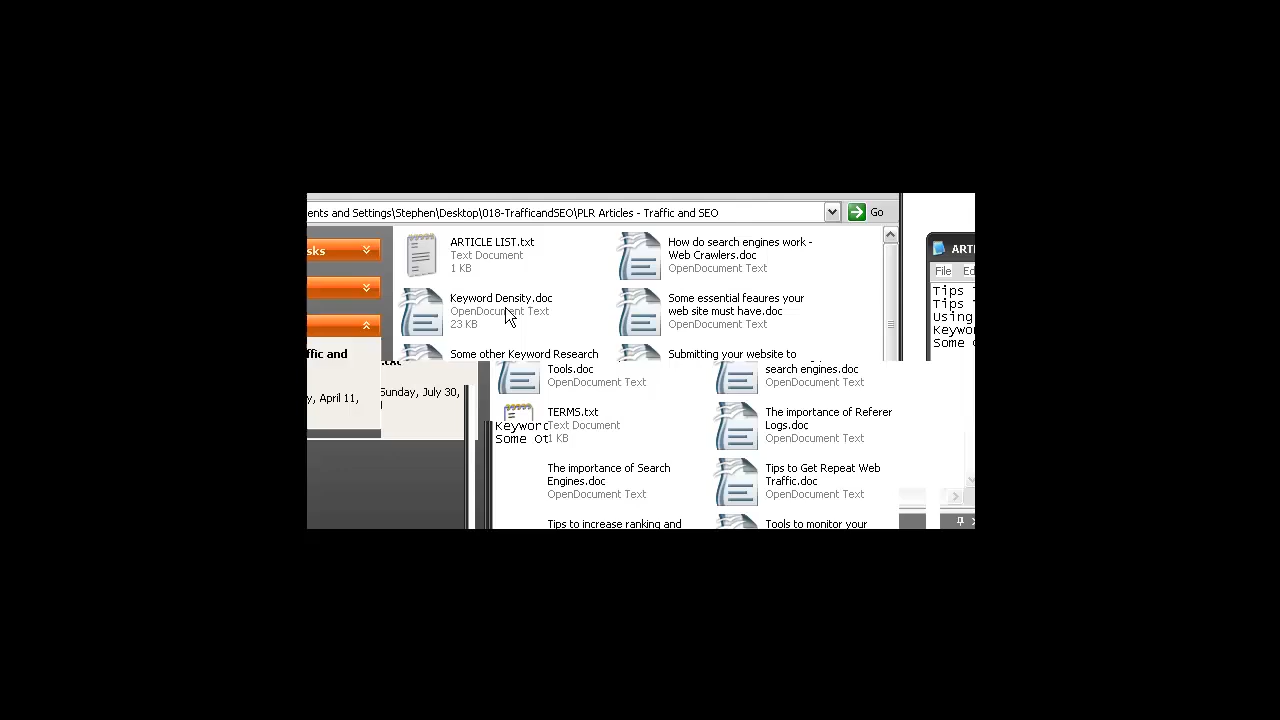 ents and Settings\Stephen\Desktop\018-TrafficandSEO\PLR Articles - Traffic and SEO
Go
sks
ARTICLE LIST.txt
Text Document
1 KB
How do search engines work -
Web Crawlers.doc
OpenDocument Text
Keyword Density.doc
OpenDocument Text
23 KB
Some essential feaures your
web site must have.doc
OpenDocument Text
ffic and
Some other Keyword Research
Tools.doc
OpenDocument Text
Submitting your website to
search engines.doc
OpenDocument Text
y, April 11,
Sunday, July 30,
TERMS.txt
Text Document
1 KB
Keyword
Some Ot
The importance of Referer
Logs.doc
OpenDocument Text
The importance of Search
Engines.doc
OpenDocument Text
Tips to Get Repeat Web
Traffic.doc
OpenDocument Text
Tips to increase ranking and
Tools to monitor your
ARTI
File Ed
Tips T
Tips T
Using
Keywor
Some o